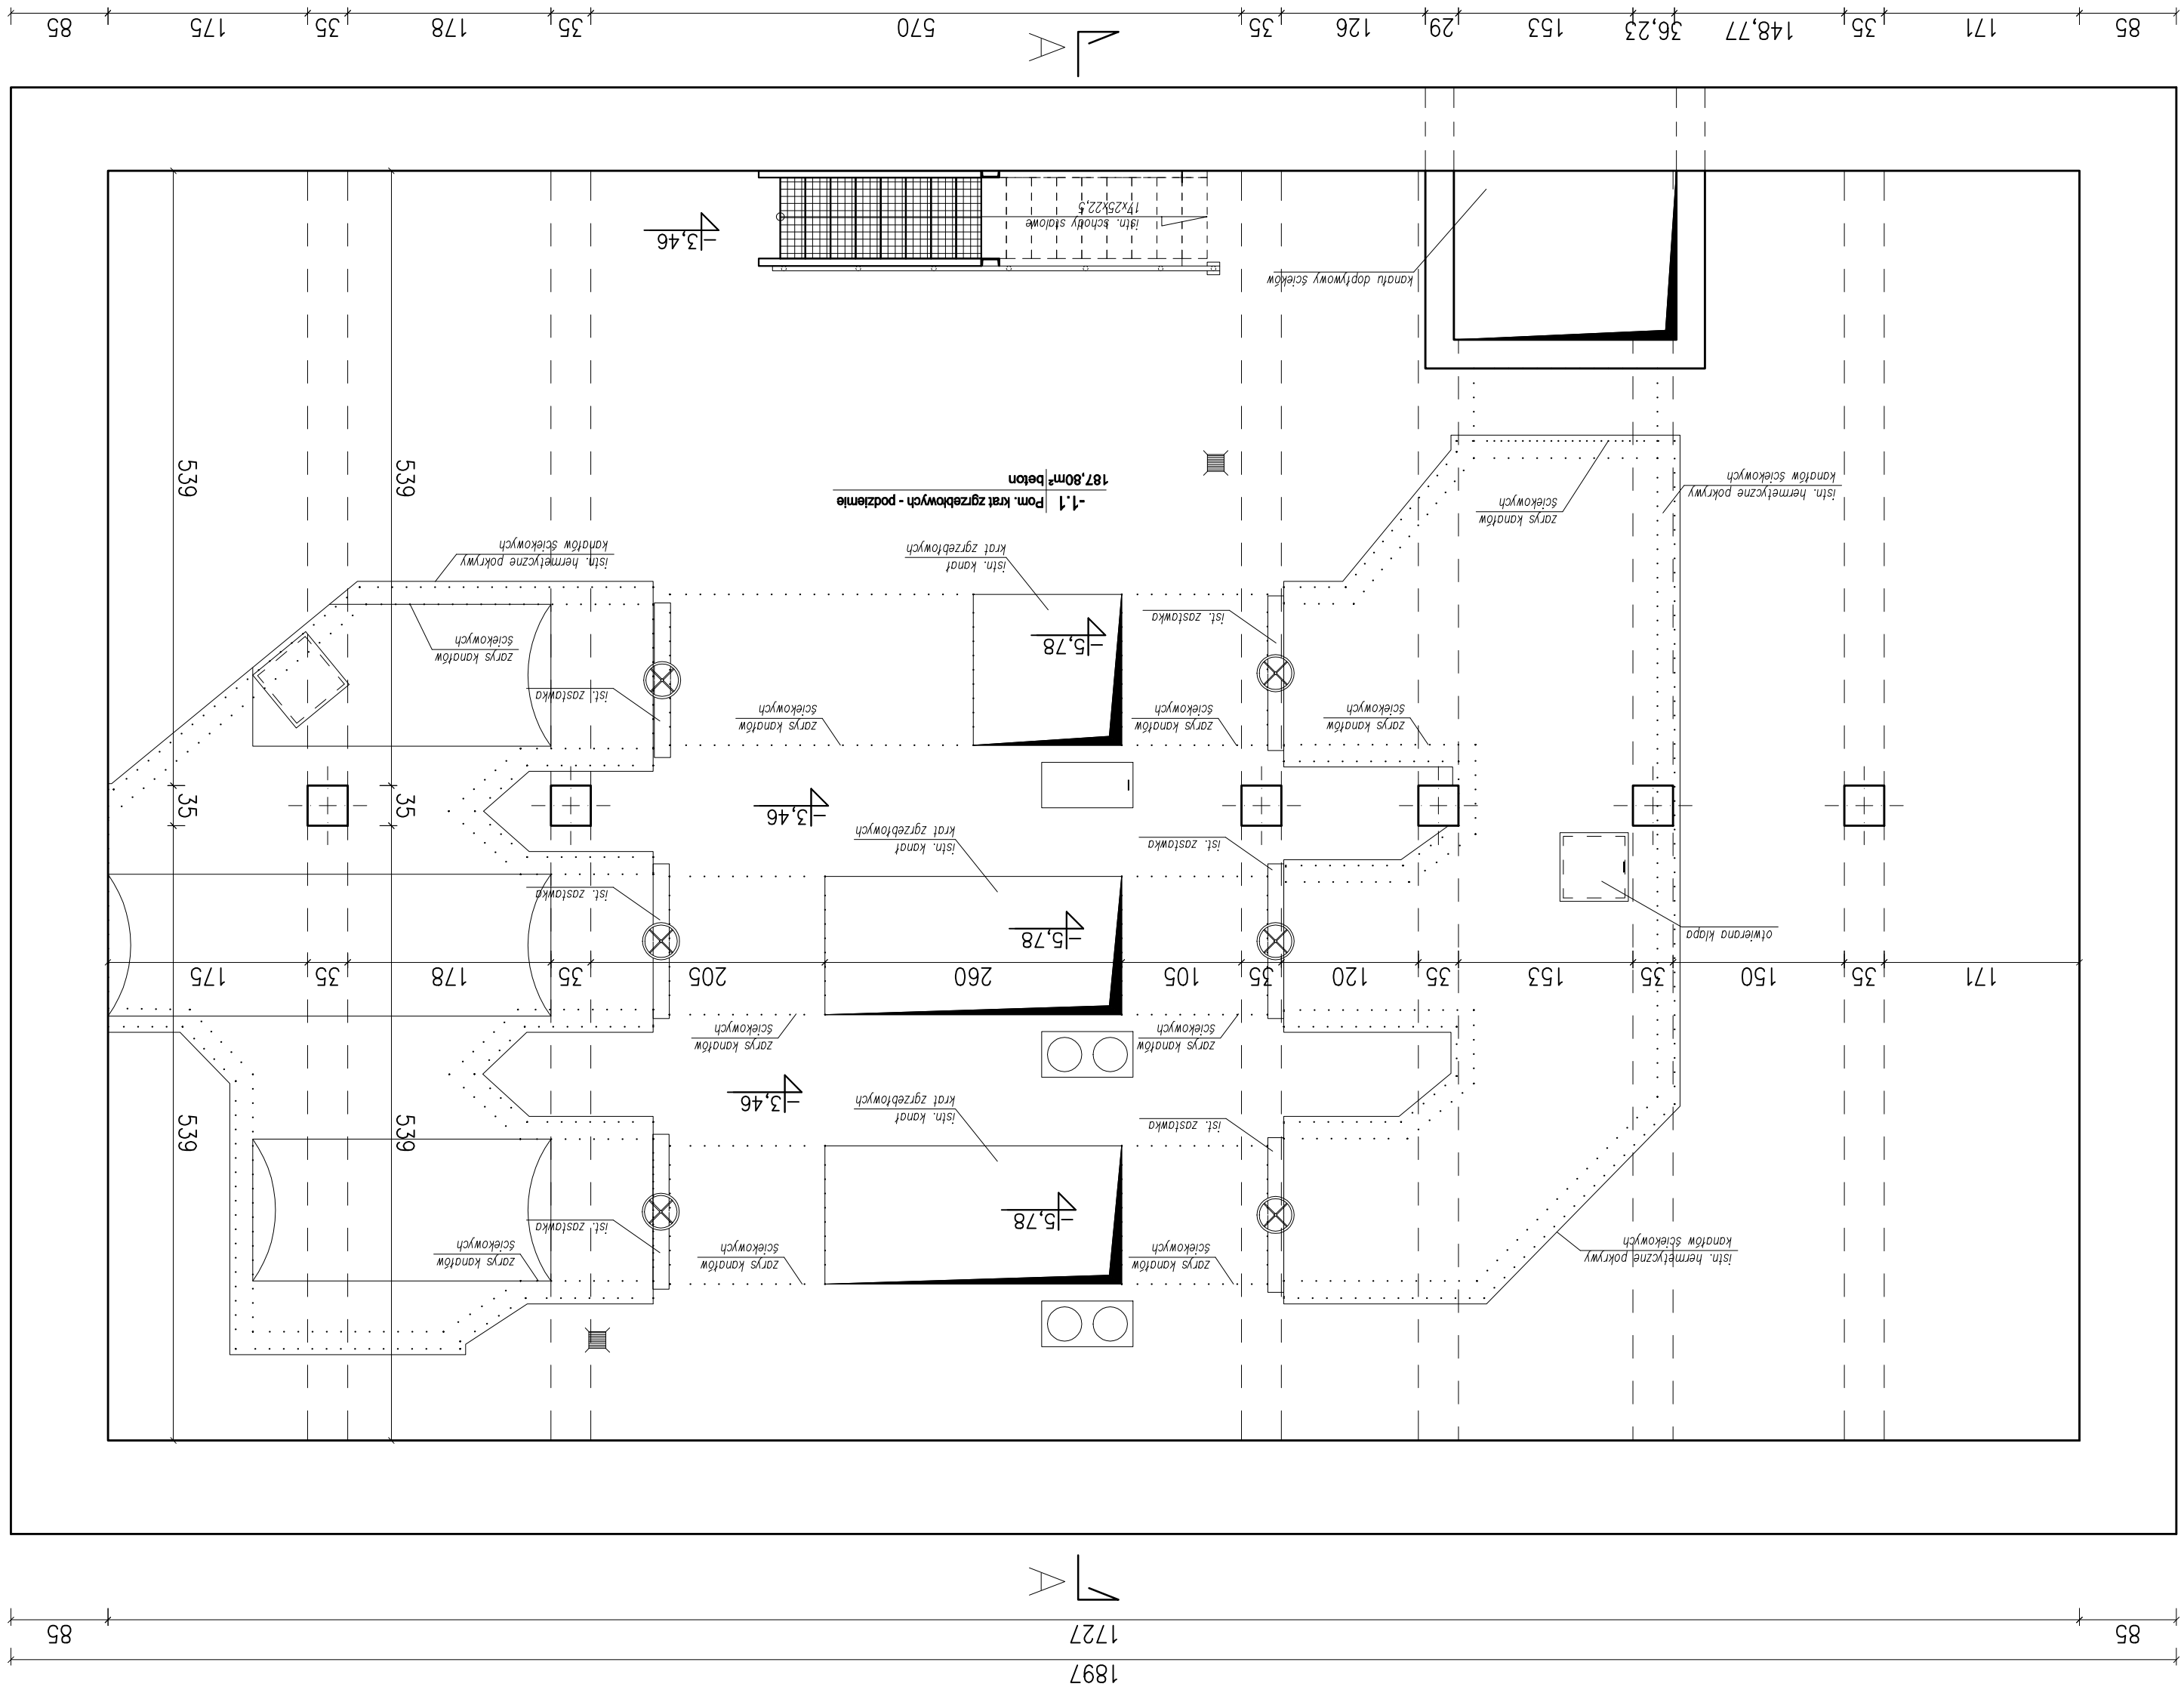 1897
85
1727
85
A
istn. hermetyczne pokrywy
kanałów ściekowych
zarys kanałów
ściekowych
zarys kanałów
ściekowych
zarys kanałów
ściekowych
ist. zastawka
-5,78
539
539
ist. zastawka
istn. kanał
krat zgrzebłowych
-3,46
zarys kanałów
ściekowych
zarys kanałów
ściekowych
171
35
150
35
153
35
120
35
105
260
205
35
178
35
175
otwierana klapa
-5,78
ist. zastawka
ist. zastawka
istn. kanał
krat zgrzebłowych
-3,46
35
35
zarys kanałów
ściekowych
zarys kanałów
ściekowych
zarys kanałów
ściekowych
ist. zastawka
-5,78
zarys kanałów
ściekowych
ist. zastawka
istn. kanał
krat zgrzebłowych
istn. hermetyczne pokrywy
kanałów ściekowych
zarys kanałów
ściekowych
istn. hermetyczne pokrywy
kanałów ściekowych
-1.1 Pom. krat zgrzebłowych - podziemie
187,80m² beton
539
539
kanału dopływowy ścieków
-3,46
istn. schody stalowe
17x25x22,5
A
85
171
35
148,77
36,23
153
29
126
35
570
35
178
35
175
85